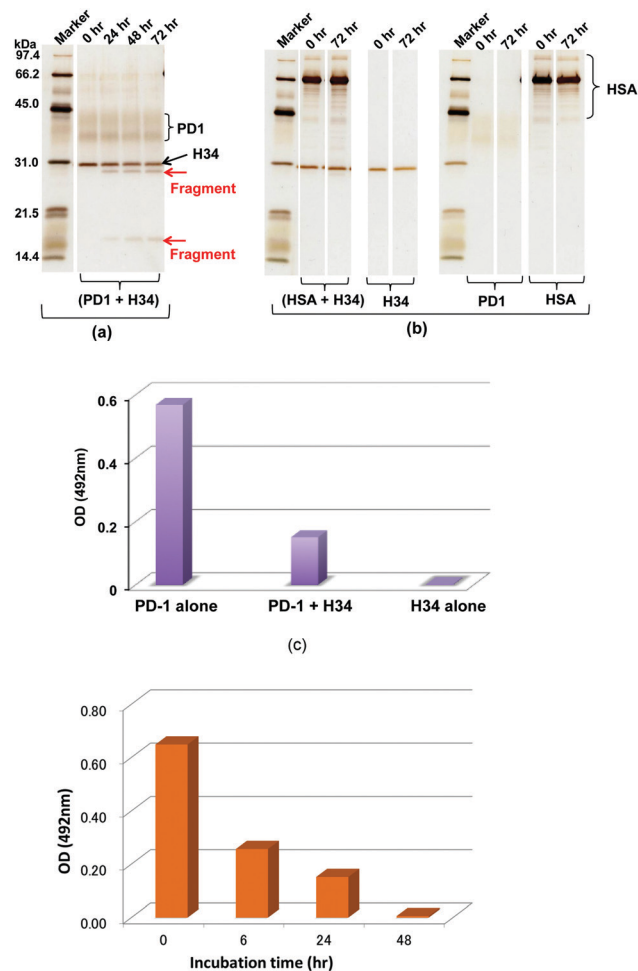 kDa
Marker
0 hr
24 hr
48 hr
72 hr
97.4
66.2
45.0
31.0
21.5
14.4
PD1
H34
Fragment
Fragment
(PD1 + H34)
(a)
Marker
0 hr
72 hr
0 hr
72 hr
Marker
0 hr
72 hr
0 hr
72 hr
HSA
(HSA + H34)
H34
PD1
HSA
(b)
0.6
0.4
0.2
0
OD (492nm)
PD-1 alone
PD-1 + H34
H34 alone
(c)
0.80
0.60
0.40
0.20
0.00
OD (492nm)
0
6
24
48
Incubation time (hr)